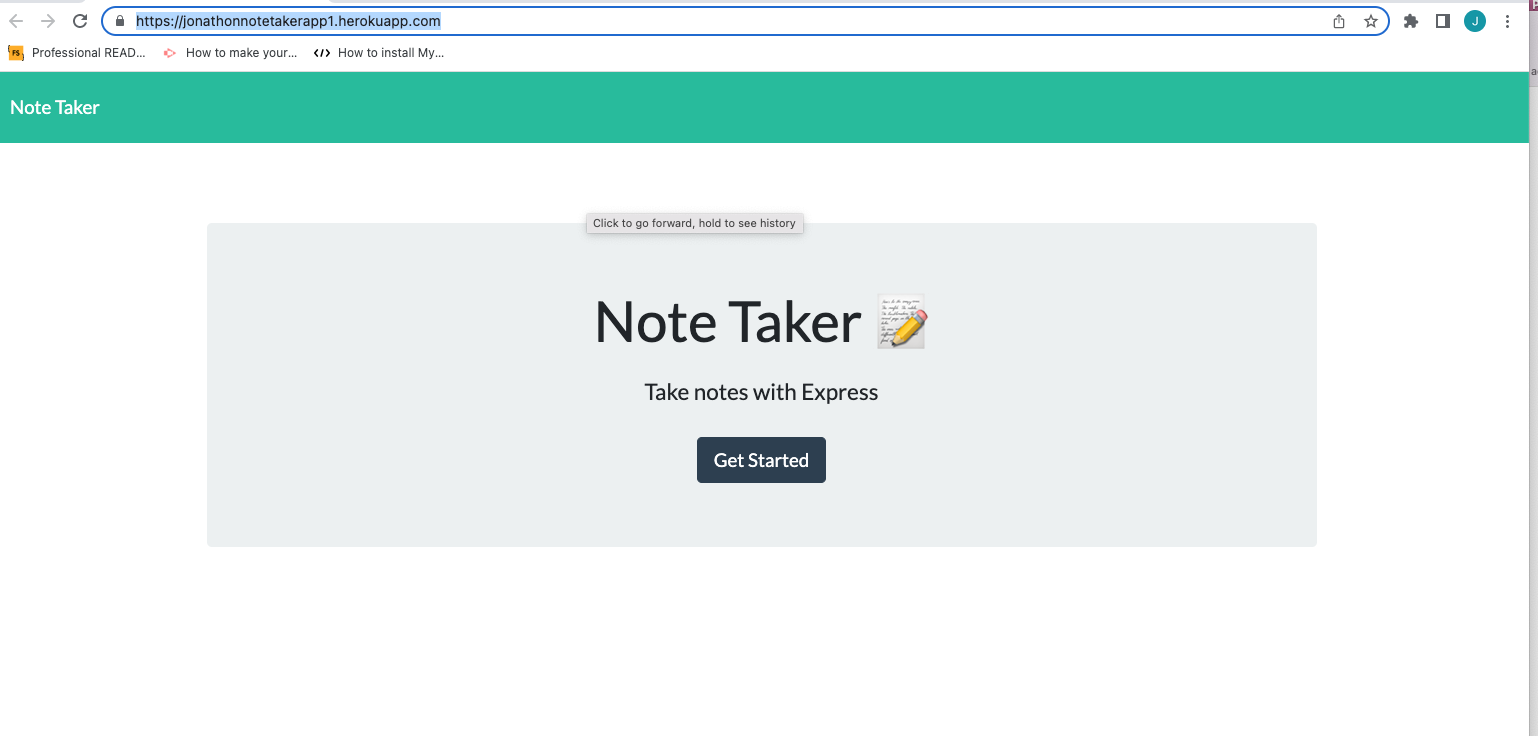 https://jonathonnotetakerapp1.herokuapp.com
J
FS Professional READ... How to make your... </> How to install My...
Note Taker
Click to go forward, hold to see history
Note Taker
Take notes with Express
Get Started